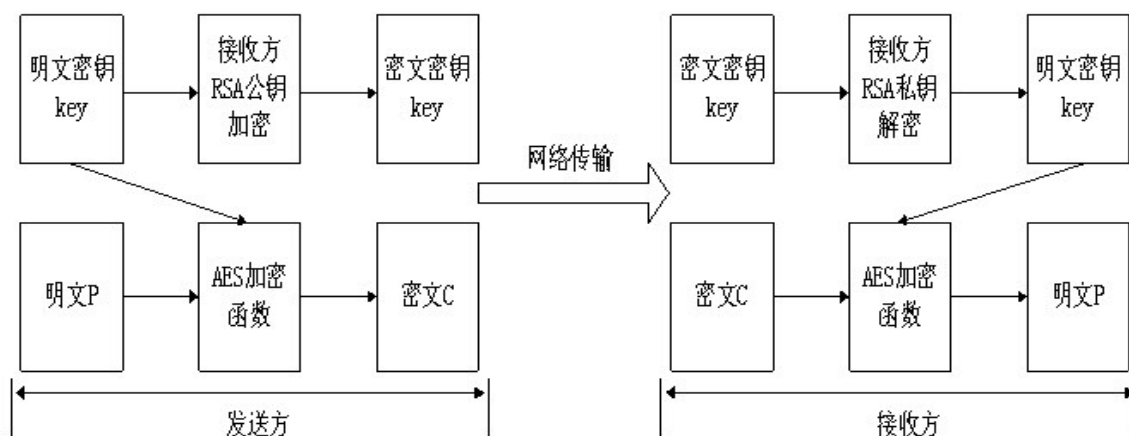 明文密钥
key
接收方
RSA公钥
加密
密文密钥
key
网络传输
密文密钥
key
接收方
RSA私钥
解密
明文密钥
key
明文P
AES加密
函数
密文C
密文C
AES加密
函数
明文P
发送方
接收方